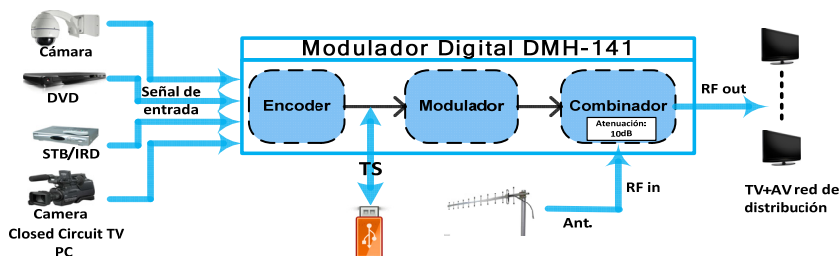 Modulador Digital DMH-141
Cámara
DVD
Señal de
entrada
STB/IRD
Camera
Closed Circuit TV
PC
Encoder
Modulador
Combinador
Atenuación:
10dB
TS
Ant.
RF in
RF out
TV+AV red de
distribución